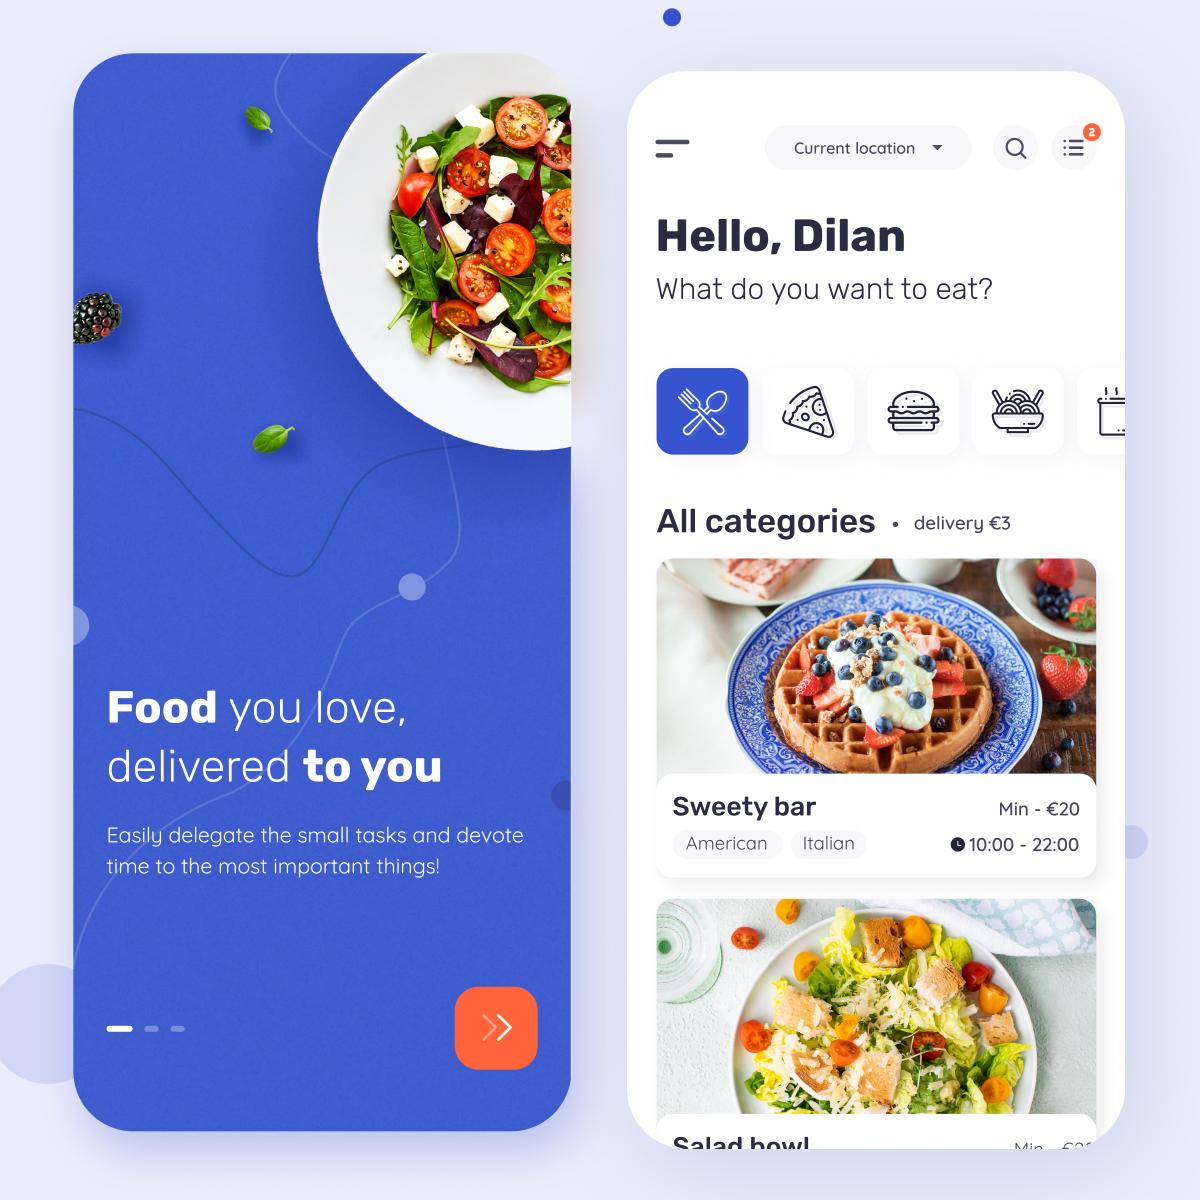 Food you love,
delivered to you
Easily delegate the small tasks and devote
time to the most important things!
Current location
2
Hello, Dilan
What do you want to eat?
All categories • delivery €3
Sweety bar
Min - €20
American Italian
10:00 - 22:00
Salad bowl
Min -